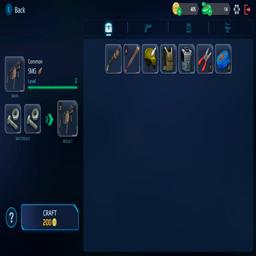 Back
405
16
Common
SMG
Level 2
MAIN
MATERIALS
RESULT
?
CRAFT
200